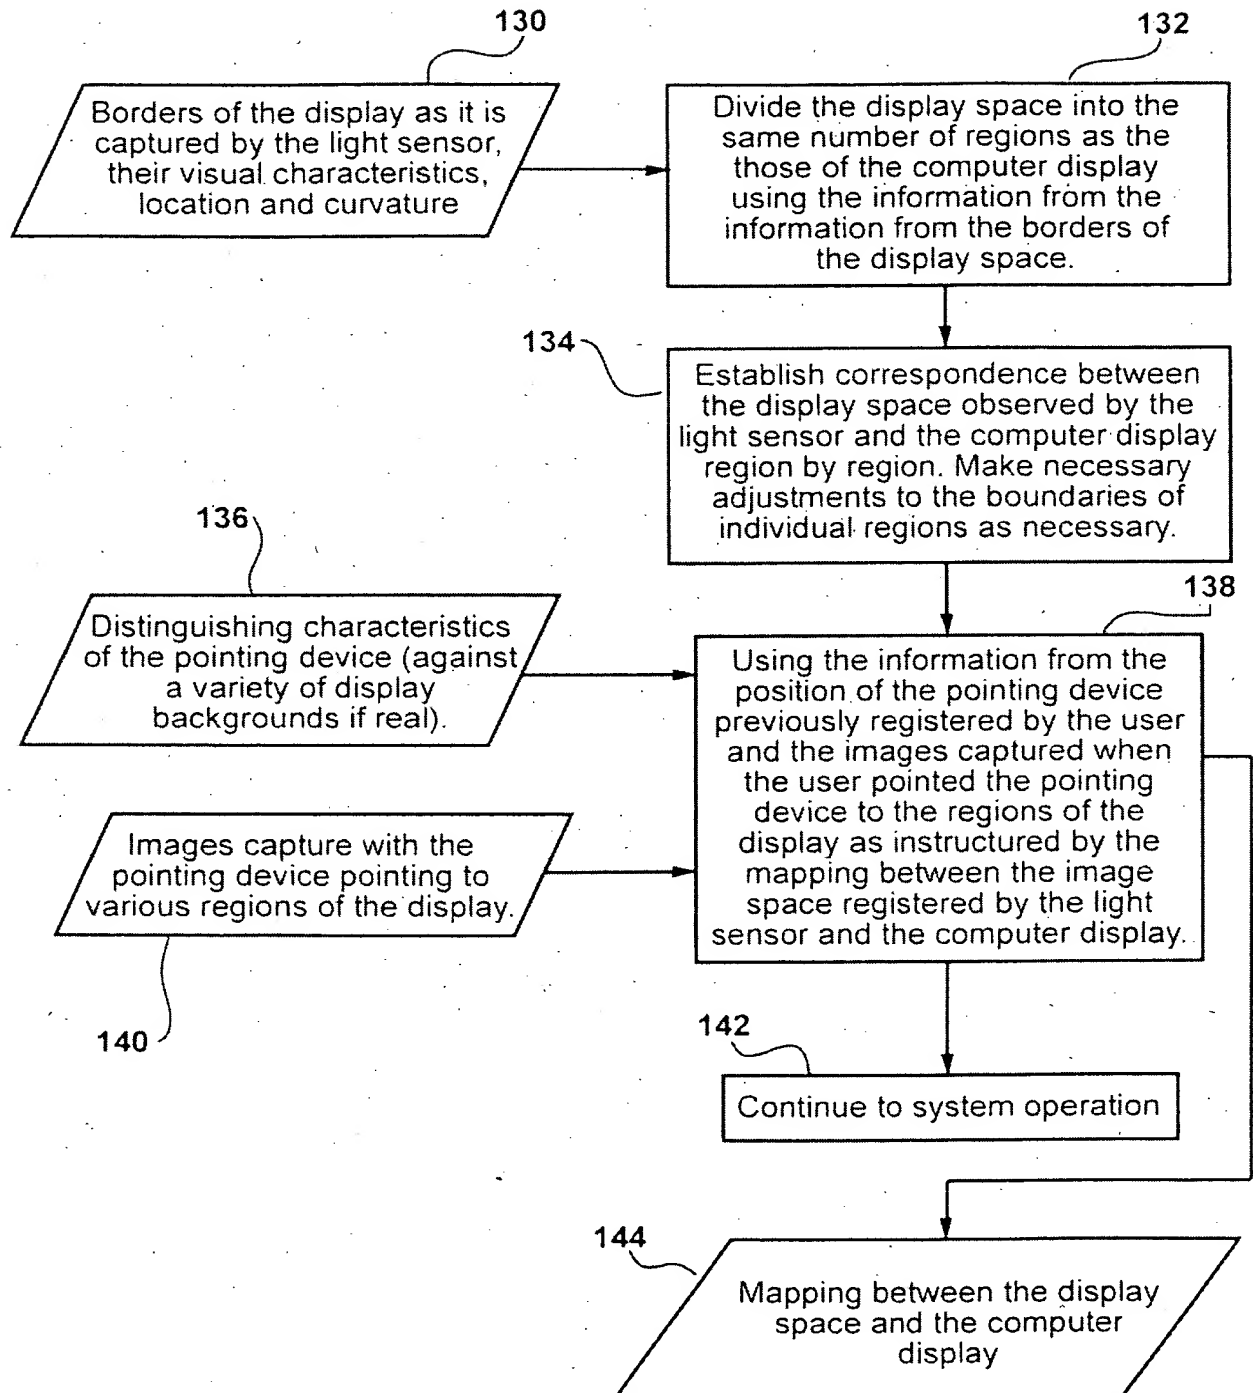 130
132
Borders of the display as it is
captured by the light sensor,
their visual characteristics,
location and curvature
Divide the display space into the
same number of regions as the
those of the computer display
using the information from the
information from the borders of
the display space.
134
Establish correspondence between
the display space observed by the
light sensor and the computer display
region by region. Make necessary
adjustments to the boundaries of
individual regions as necessary.
136
138
Distinguishing characteristics
of the pointing device (against
a variety of display
backgrounds if real).
Using the information from the
position of the pointing device
previously registered by the user
and the images captured when
the user pointed the pointing
device to the regions of the
display as instructured by the
mapping between the image
space registered by the light
sensor and the computer display.
Images capture with the
pointing device pointing to
various regions of the display.
140
142
Continue to system operation
144
Mapping between the display
space and the computer
display